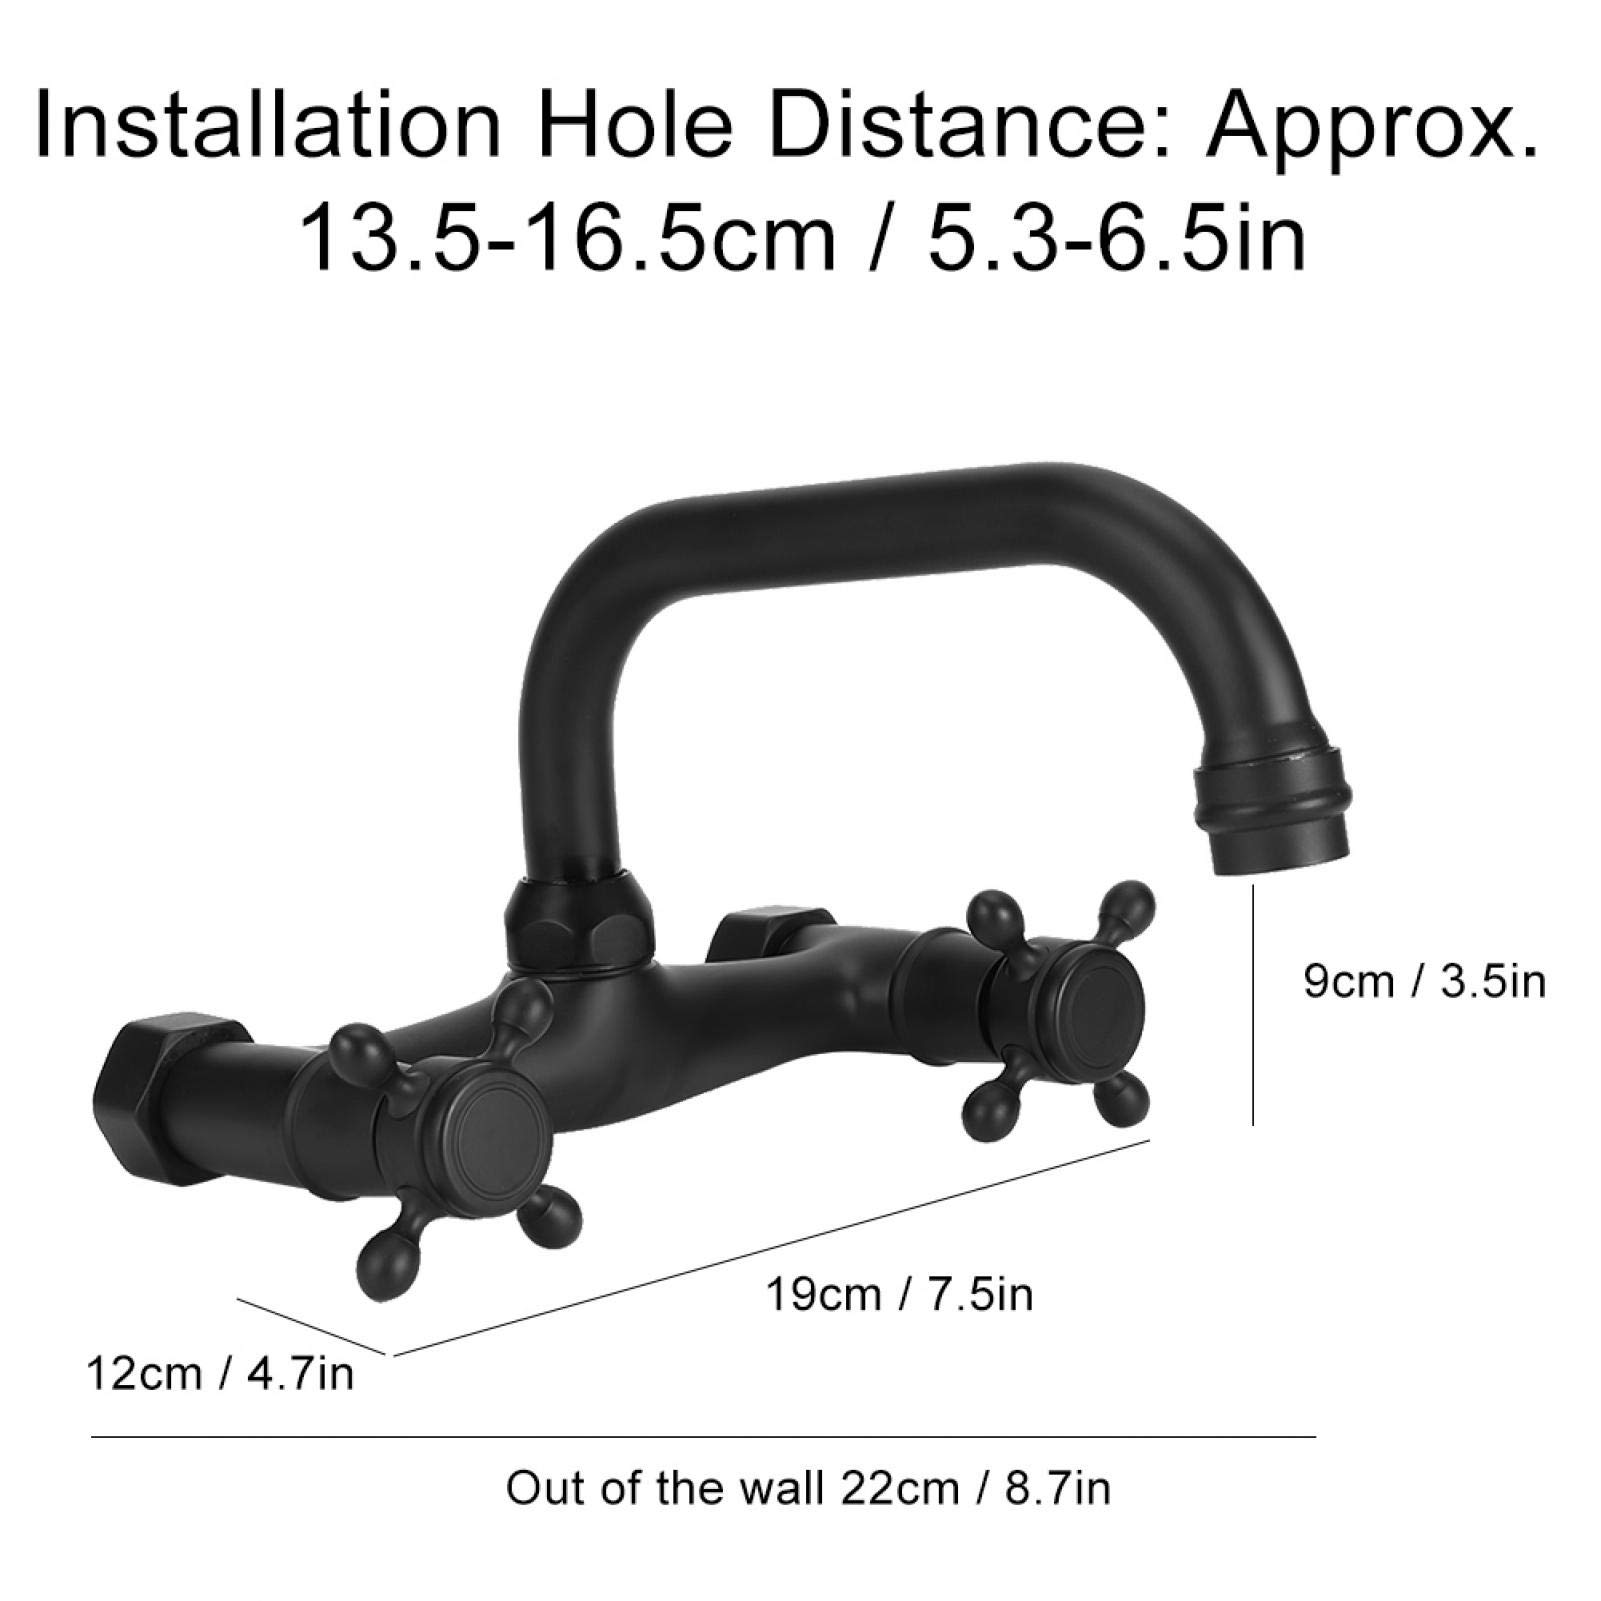 Installation Hole Distance: Approx.
13.5-16.5cm / 5.3-6.5in
9cm / 3.5in
19cm / 7.5in
12cm / 4.7in
Out of the wall 22cm / 8.7in